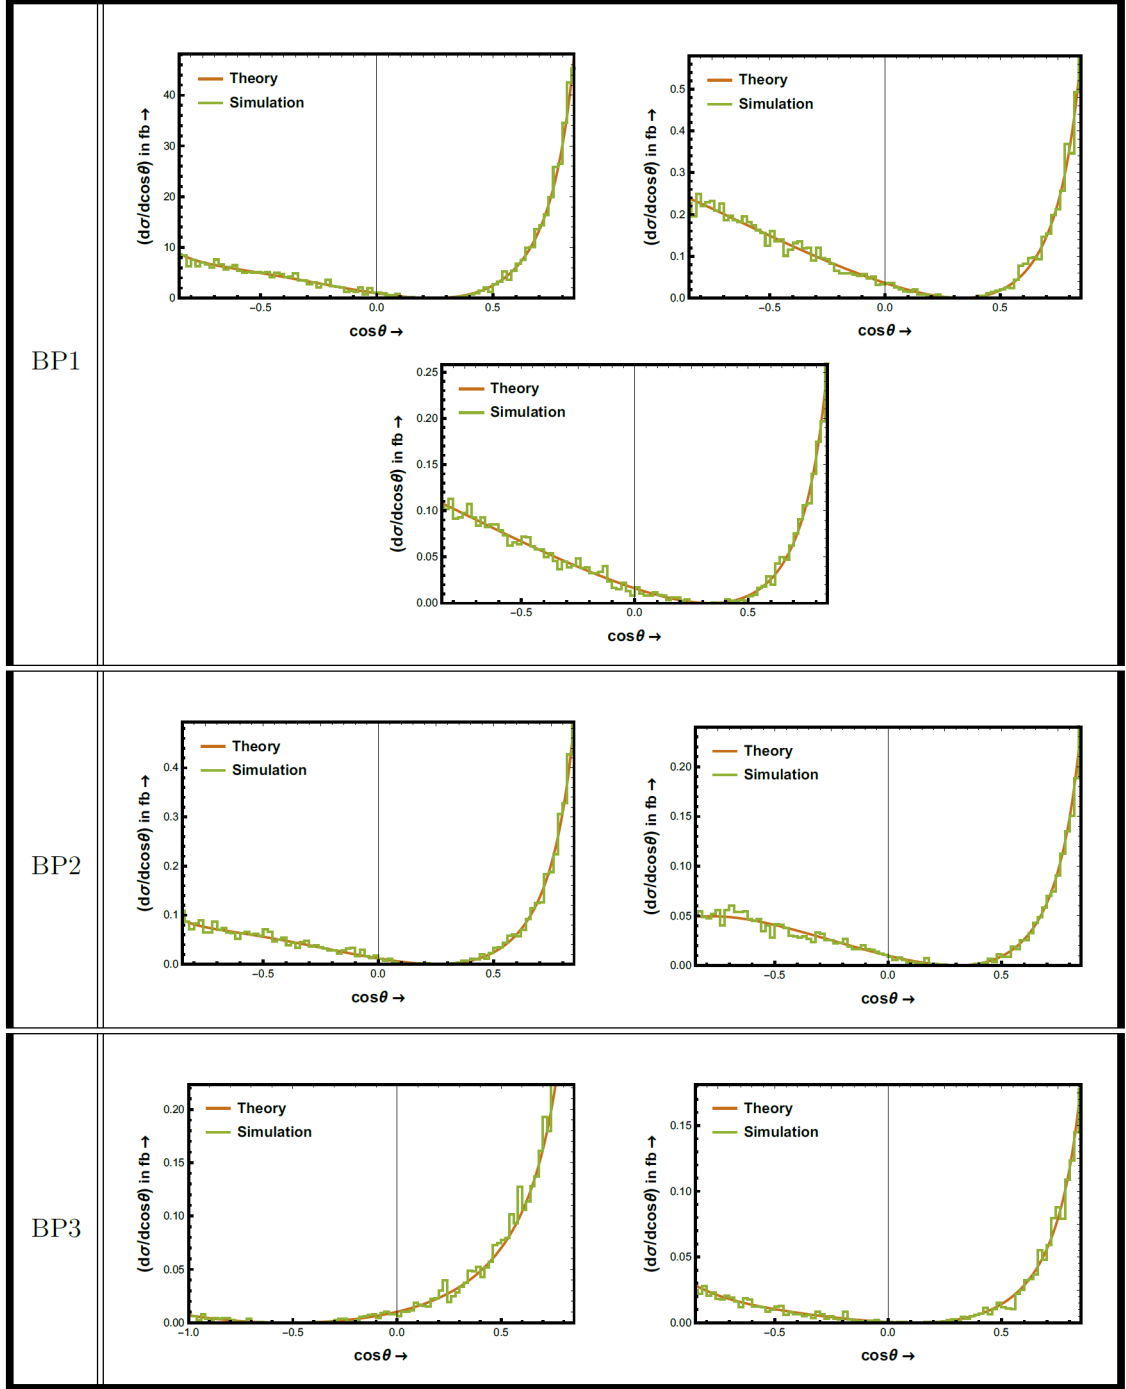 BP1
Theory
Simulation
(dσ/dcosθ) in fb →
40
30
20
10
0
−0.5
0.0
0.5
cosθ →
Theory
Simulation
(dσ/dcosθ) in fb →
0.5
0.4
0.3
0.2
0.1
0.0
−0.5
0.0
0.5
cosθ →
Theory
Simulation
(dσ/dcosθ) in fb →
0.25
0.20
0.15
0.10
0.05
0.00
−0.5
0.0
0.5
cosθ →
BP2
Theory
Simulation
(dσ/dcosθ) in fb →
0.4
0.3
0.2
0.1
0.0
−0.5
0.0
0.5
cosθ →
Theory
Simulation
(dσ/dcosθ) in fb →
0.20
0.15
0.10
0.05
0.00
−0.5
0.0
0.5
cosθ →
BP3
Theory
Simulation
(dσ/dcosθ) in fb →
0.20
0.15
0.10
0.05
0.00
−1.0
−0.5
0.0
0.5
cosθ →
Theory
Simulation
(dσ/dcosθ) in fb →
0.15
0.10
0.05
0.00
−0.5
0.0
0.5
cosθ →